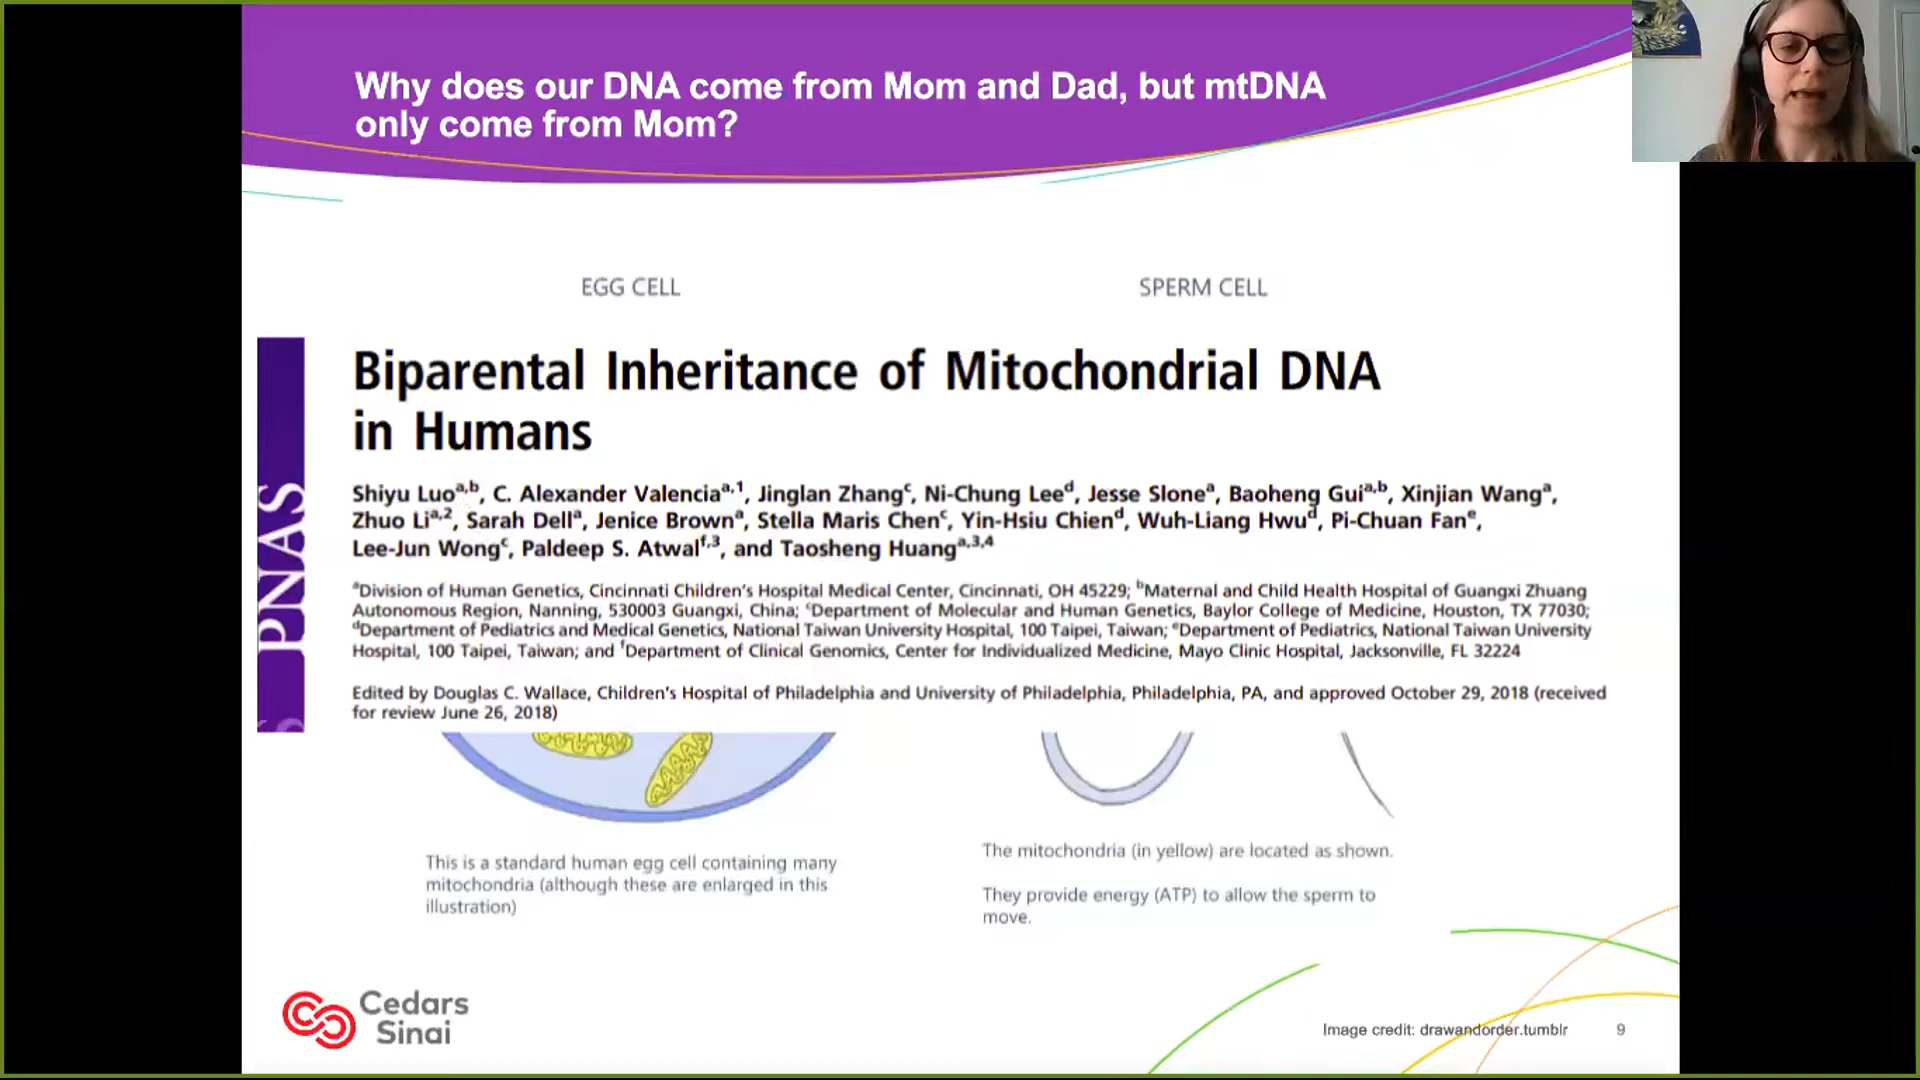 Why does our DNA come from Mom and Dad, but mtDNA
only come from Mom?
EGG CELL
SPERM CELL
PNAS
Biparental Inheritance of Mitochondrial DNA
in Humans
Shiyu Luoᵃ,ᵇ, C. Alexander Valenciaᵃ,¹, Jinglan Zhangᶜ, Ni-Chung Leeᵈ, Jesse Sloneᵃ, Baoheng Guiᵃ,ᵇ, Xinjian Wangᵃ,
Zhuo Liᵃ,², Sarah Dellᵃ, Jenice Brownᵃ, Stella Maris Chenᶜ, Yin-Hsiu Chienᵈ, Wuh-Liang Hwuᵈ, Pi-Chuan Fanᵉ,
Lee-Jun Wongᶜ, Paldeep S. Atwalᶠ,³, and Taosheng Huangᵃ,³,⁴
ᵃDivision of Human Genetics, Cincinnati Children's Hospital Medical Center, Cincinnati, OH 45229; ᵇMaternal and Child Health Hospital of Guangxi Zhuang
Autonomous Region, Nanning, 530003 Guangxi, China; ᶜDepartment of Molecular and Human Genetics, Baylor College of Medicine, Houston, TX 77030;
ᵈDepartment of Pediatrics and Medical Genetics, National Taiwan University Hospital, 100 Taipei, Taiwan; ᵉDepartment of Pediatrics, National Taiwan University
Hospital, 100 Taipei, Taiwan; and ᶠDepartment of Clinical Genomics, Center for Individualized Medicine, Mayo Clinic Hospital, Jacksonville, FL 32224
Edited by Douglas C. Wallace, Children's Hospital of Philadelphia and University of Philadelphia, Philadelphia, PA, and approved October 29, 2018 (received
for review June 26, 2018)
This is a standard human egg cell containing many
mitochondria (although these are enlarged in this
illustration)
The mitochondria (in yellow) are located as shown.
They provide energy (ATP) to allow the sperm to
move.
Cedars
Sinai
Image credit: drawandorder.tumblr
9